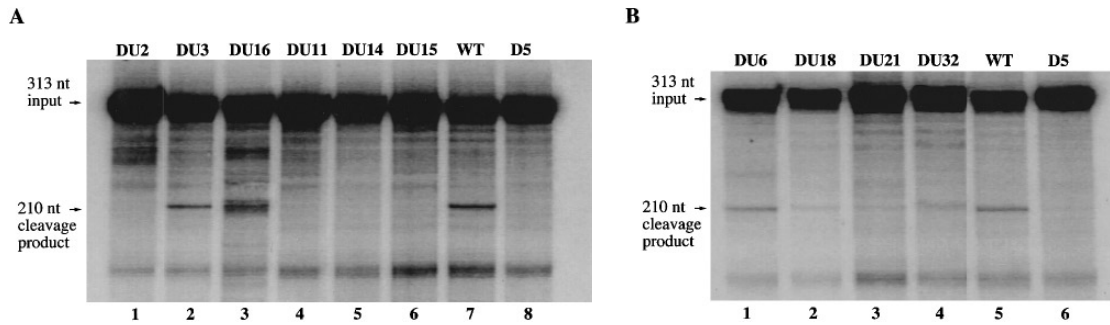 A
DU2 DU3 DU16 DU11 DU14 DU15 WT D5
313 nt
input
210 nt
cleavage
product
1 2 3 4 5 6 7 8
B
DU6 DU18 DU21 DU32 WT D5
313 nt
input
210 nt
cleavage
product
1 2 3 4 5 6